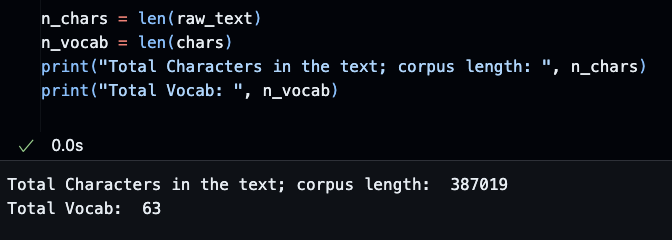 n_chars = len(raw_text)
n_vocab = len(chars)
print("Total Characters in the text; corpus length: ", n_chars)
print("Total Vocab: ", n_vocab)
0.0s
Total Characters in the text; corpus length:  387019
Total Vocab:  63